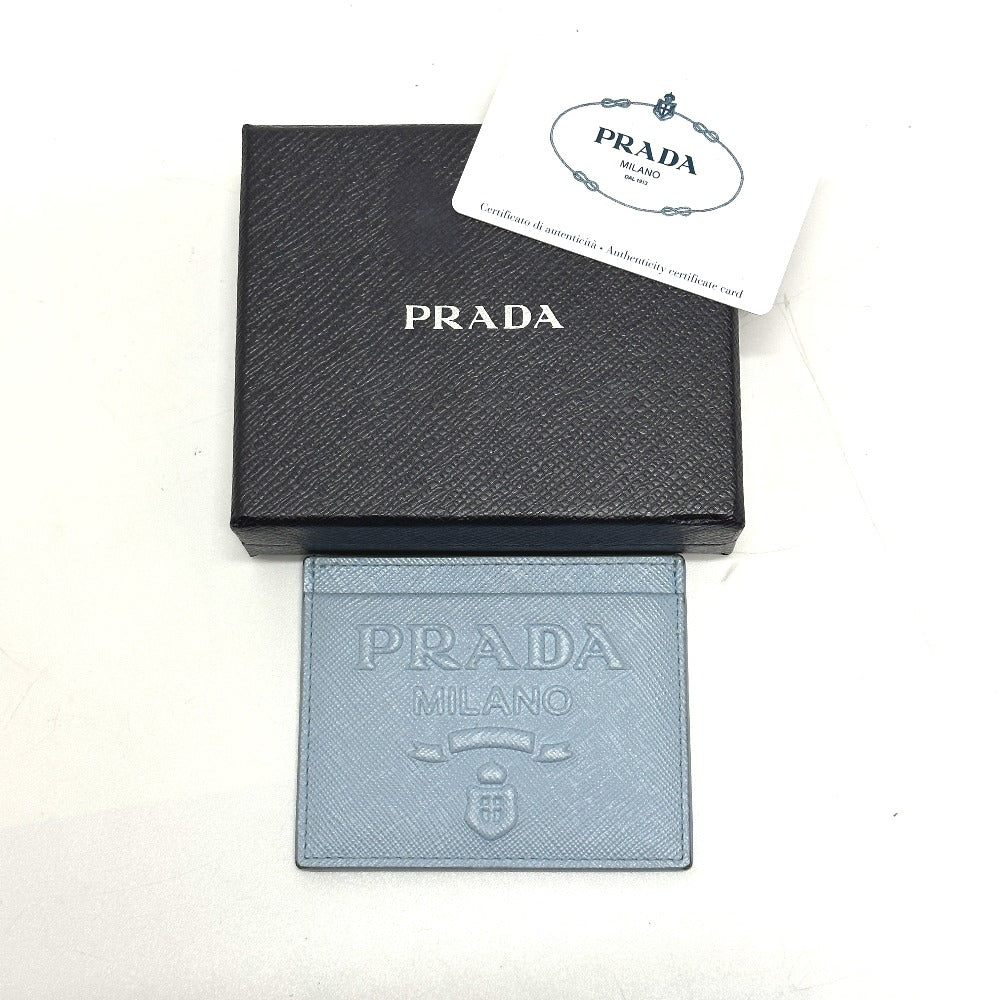 PRADA
MILANO
DAL 1913
Certificato di autenticità • Authenticity certificate card
PRADA
PRADA
MILANO